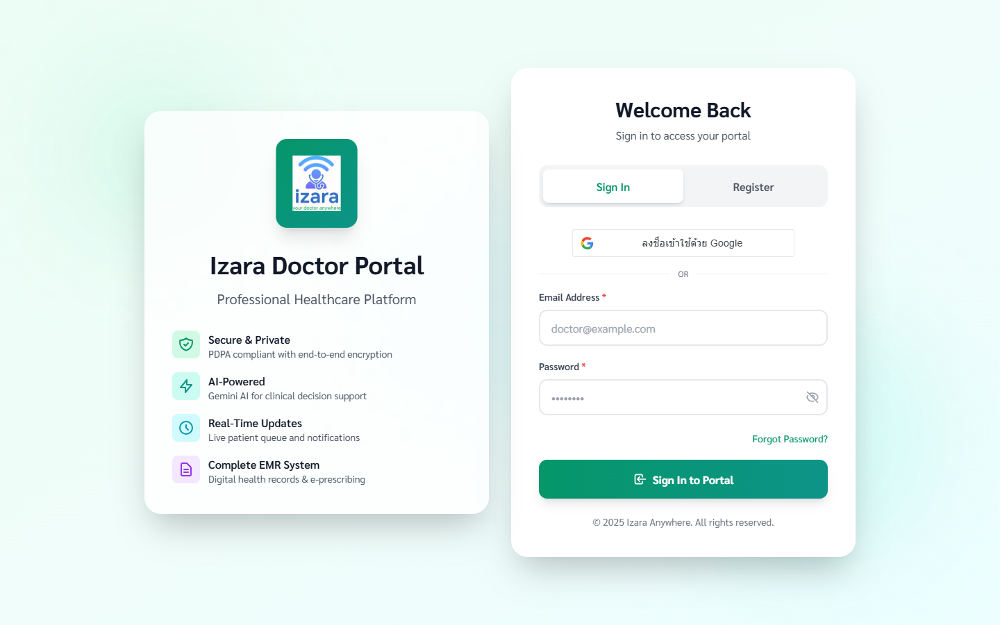 izara
your doctor anywhere
Izara Doctor Portal
Professional Healthcare Platform
Secure & Private
PDPA compliant with end-to-end encryption
AI-Powered
Gemini AI for clinical decision support
Real-Time Updates
Live patient queue and notifications
Complete EMR System
Digital health records & e-prescribing
Welcome Back
Sign in to access your portal
Sign In
Register
ลงชื่อเข้าใช้ด้วย Google
OR
Email Address *
doctor@example.com
Password *
••••••••
Forgot Password?
Sign In to Portal
© 2025 Izara Anywhere. All rights reserved.